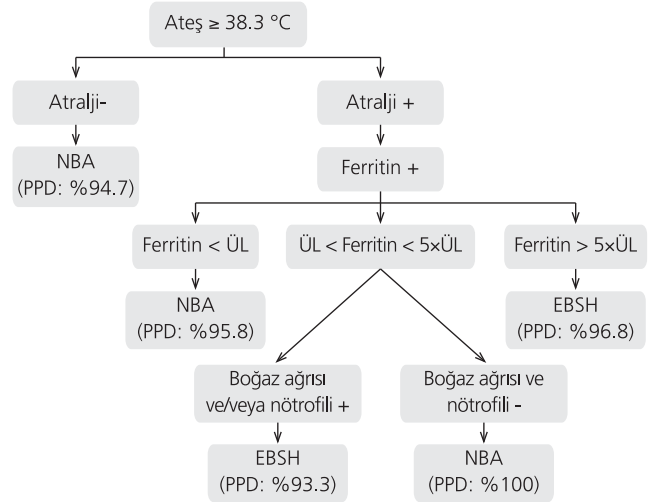 Ateş ≥ 38.3 °C
Atralji-
Atralji +
NBA
(PPD: %94.7)
Ferritin +
Ferritin < ÜL
ÜL < Ferritin < 5×ÜL
Ferritin > 5×ÜL
NBA
(PPD: %95.8)
EBSH
(PPD: %96.8)
Boğaz ağrısı
ve/veya nötrofili +
Boğaz ağrısı ve
nötrofili -
EBSH
(PPD: %93.3)
NBA
(PPD: %100)